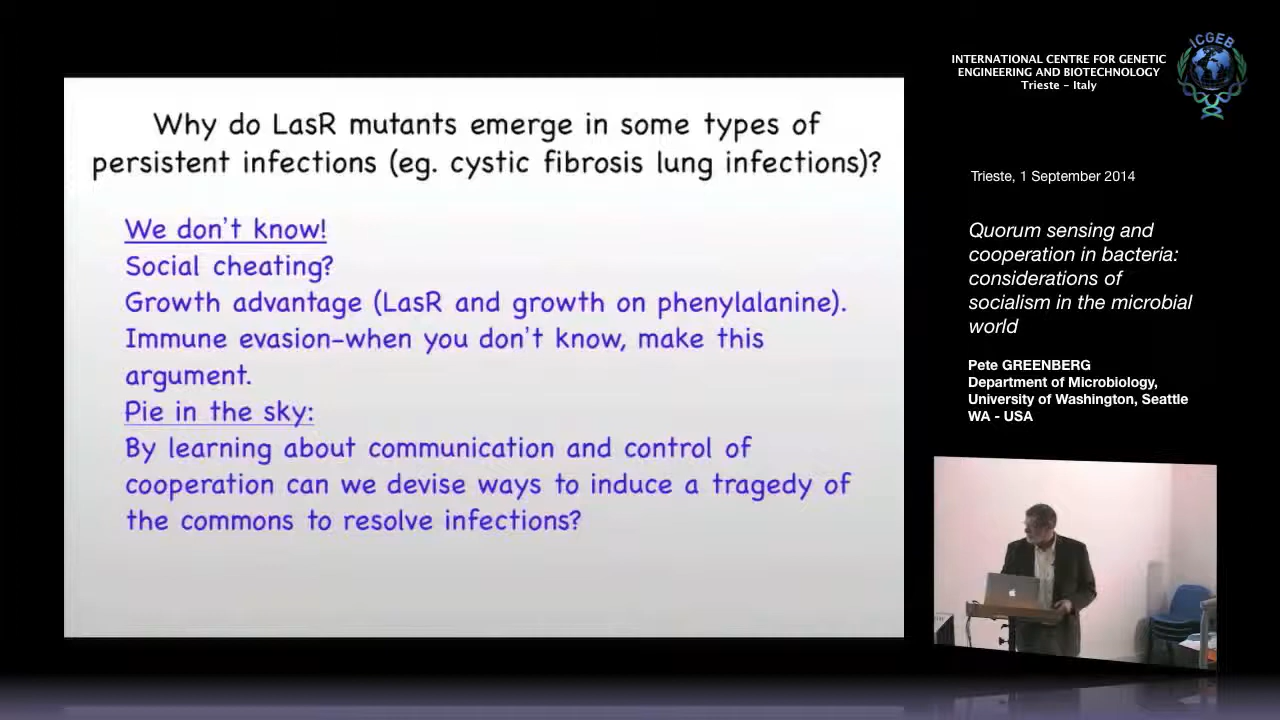 Why do LasR mutants emerge in some types of
persistent infections (eg. cystic fibrosis lung infections)?
We don't know!
Social cheating?
Growth advantage (LasR and growth on phenylalanine).
Immune evasion-when you don't know, make this
argument.
Pie in the sky:
By learning about communication and control of
cooperation can we devise ways to induce a tragedy of
the commons to resolve infections?
INTERNATIONAL CENTRE FOR GENETIC
ENGINEERING AND BIOTECHNOLOGY
Trieste - Italy
ICGEB
Trieste, 1 September 2014
Quorum sensing and
cooperation in bacteria:
considerations of
socialism in the microbial
world
Pete GREENBERG
Department of Microbiology,
University of Washington, Seattle
WA - USA